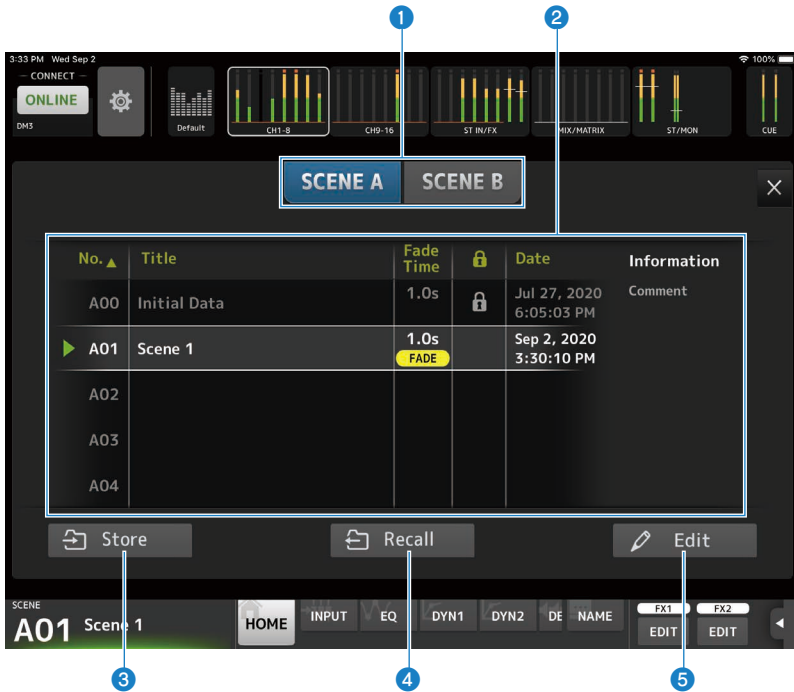 1 2
3:33 PM Wed Sep 2 100%
CONNECT
ONLINE
DM3
Default
CH1-8
CH9-16
ST IN/FX
MIX/MATRIX
ST/MON
CUE
SCENE A SCENE B
No. Title Fade Time Date Information
A00 Initial Data 1.0s Jul 27, 2020 6:05:03 PM Comment
A01 Scene 1 1.0s FADE Sep 2, 2020 3:30:10 PM
A02
A03
A04
Store Recall Edit
SCENE
A01 Scene 1
HOME INPUT EQ DYN1 DYN2 DE NAME
FX1 FX2
EDIT EDIT
3 4 5